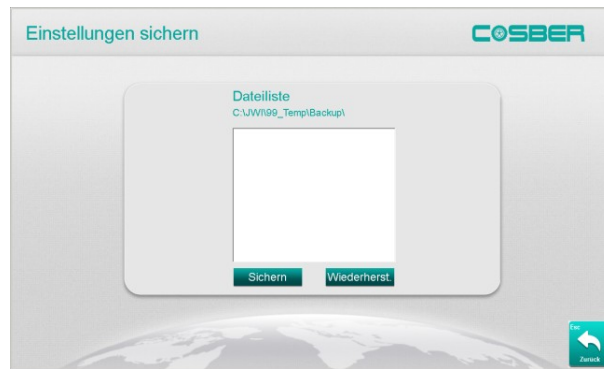 Einstellungen sichern
COSBER
Dateiliste
C:\JWI\99_Temp\Backup\
Sichern
Wiederherst.
Esc
Zurück